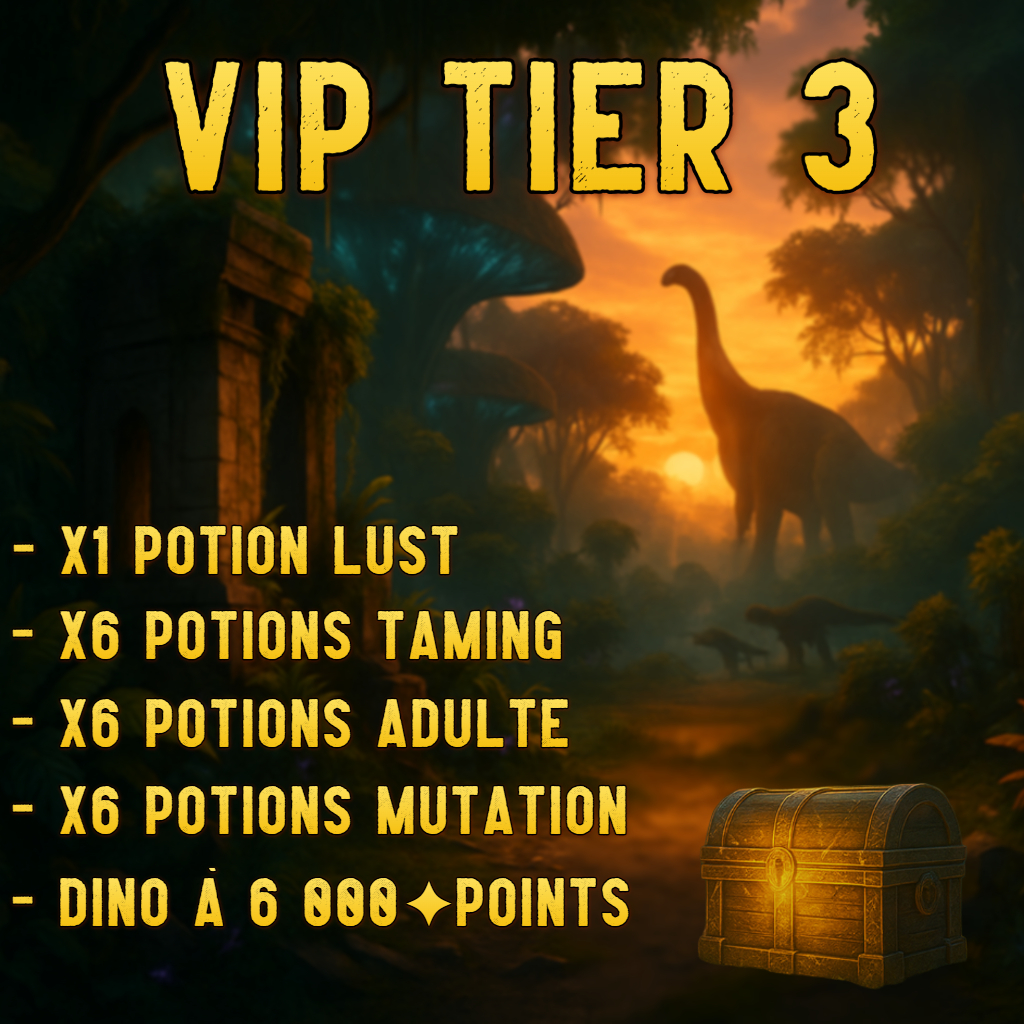 VIP TIER 3
- X1 POTION LUST
- X6 POTIONS TAMING
- X6 POTIONS ADULTE
- X6 POTIONS MUTATION
- DINO À 6 000✦POINTS